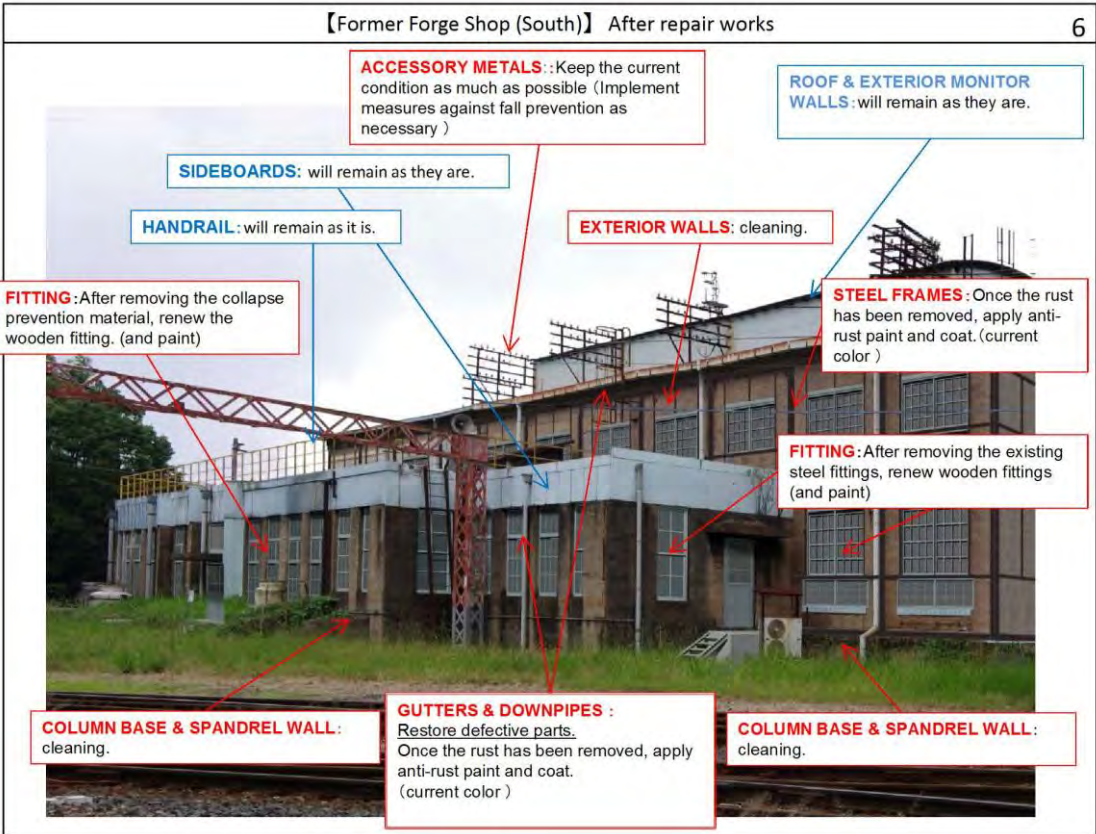 【Former Forge Shop (South)】 After repair works
6
ACCESSORY METALS::Keep the current
condition as much as possible (Implement
measures against fall prevention as
necessary )
ROOF & EXTERIOR MONITOR
WALLS: will remain as they are.
SIDEBOARDS: will remain as they are.
HANDRAIL: will remain as it is.
EXTERIOR WALLS: cleaning.
FITTING:After removing the collapse
prevention material, renew the
wooden fitting. (and paint)
STEEL FRAMES: Once the rust
has been removed, apply anti-
rust paint and coat.(current
color )
FITTING:After removing the existing
steel fittings, renew wooden fittings
(and paint)
COLUMN BASE & SPANDREL WALL:
cleaning.
GUTTERS & DOWNPIPES :
Restore defective parts.
Once the rust has been removed, apply
anti-rust paint and coat.
(current color )
COLUMN BASE & SPANDREL WALL:
cleaning.